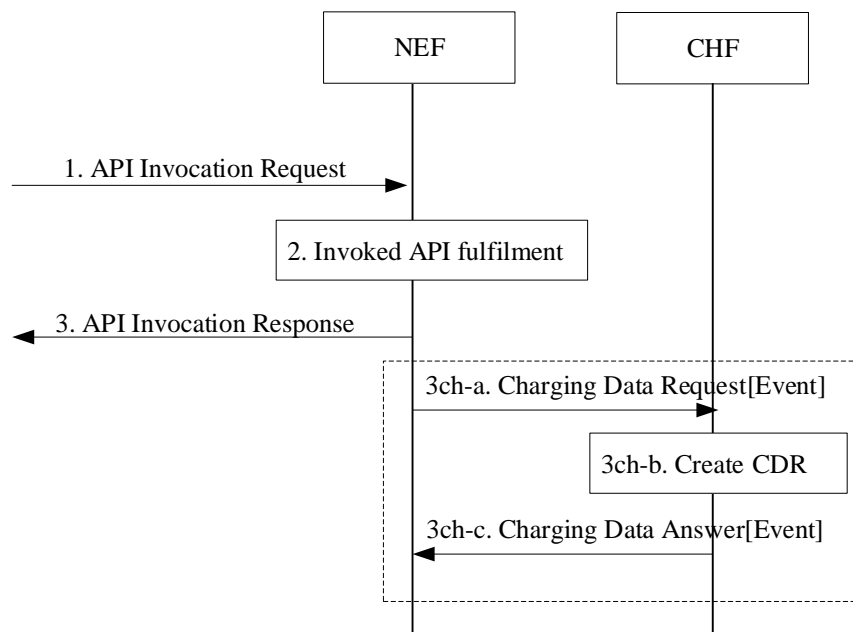 NEF
CHF
1. API Invocation Request
2. Invoked API fulfilment
3. API Invocation Response
3ch-a. Charging Data Request[Event]
3ch-b. Create CDR
3ch-c. Charging Data Answer[Event]